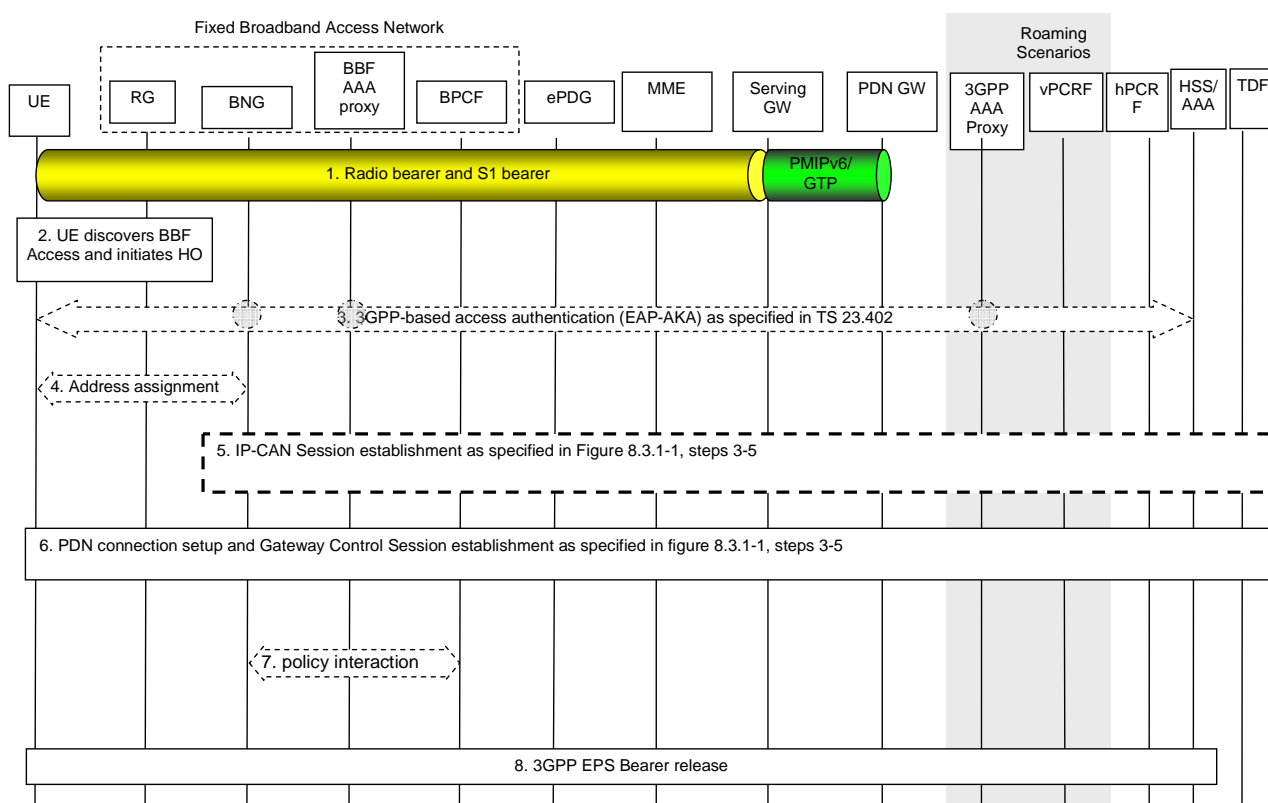 Fixed Broadband Access Network
Roaming
Scenarios
UE
RG
BNG
BBF
AAA
proxy
BPCF
ePDG
MME
Serving
GW
PDN GW
3GPP
AAA
Proxy
vPCRF
hPCR
F
HSS/
AAA
TDF
1. Radio bearer and S1 bearer
PMIPv6/
GTP
2. UE discovers BBF
Access and initiates HO
3. 3GPP-based access authentication (EAP-AKA) as specified in TS 23.402
4. Address assignment
5. IP-CAN Session establishment as specified in Figure 8.3.1-1, steps 3-5
6. PDN connection setup and Gateway Control Session establishment as specified in figure 8.3.1-1, steps 3-5
7. policy interaction
8. 3GPP EPS Bearer release